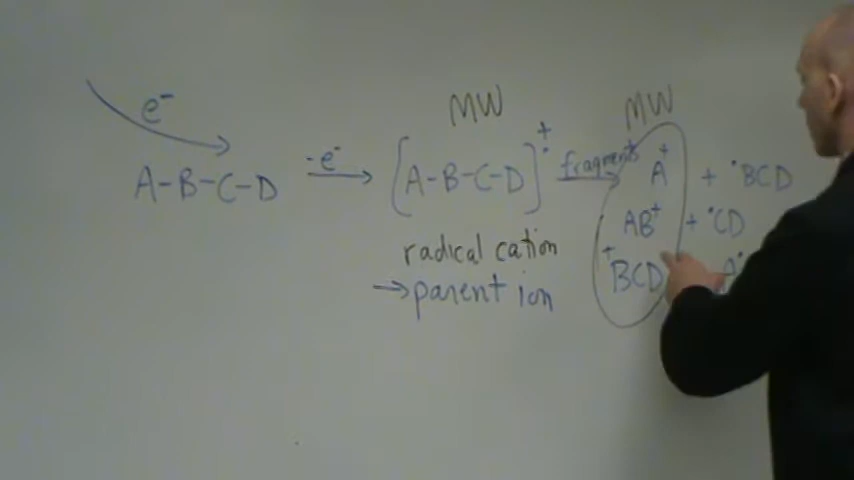 MW MW
e⁻
A-B-C-D -e⁻ [A-B-C-D]⁺• fragments A⁺ + •BCD
AB⁺ + •CD
⁺BCD A•
radical cation
→ parent ion